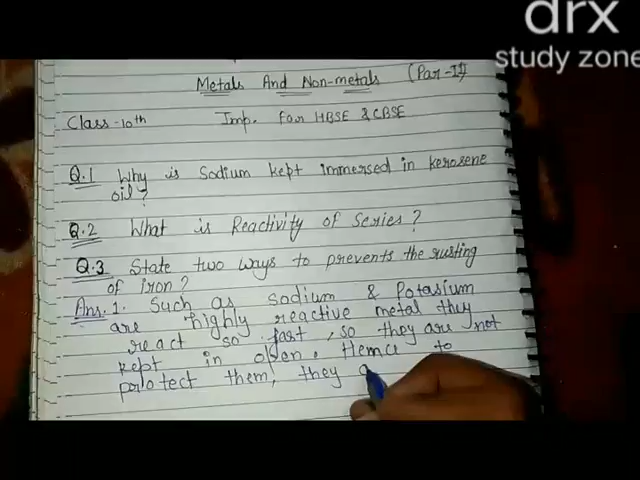 drx
study zone
Metals And Non-metals (Par-II)
Class-10th Imp. For HBSE & CBSE
Q.1 Why is Sodium kept immersed in kerosene
oil?
Q.2 What is Reactivity of Series?
Q.3 State two ways to prevents the rusting
of iron?
Ans. 1. Such as sodium & Potasium
are highly reactive metal they
react so fast, so they are not
kept in open. Hence to
protect them, they a